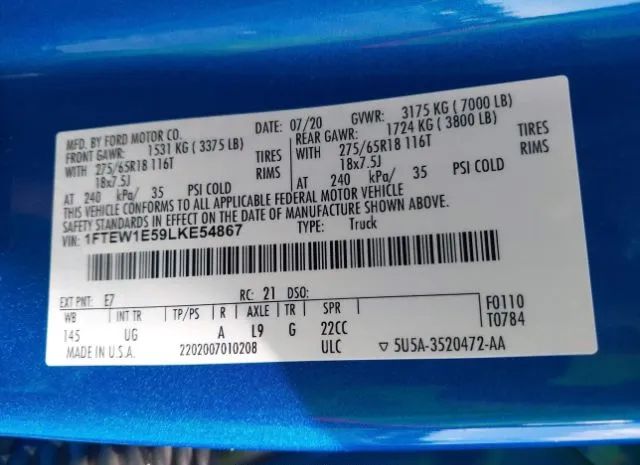 MFD. BY FORD MOTOR CO.
DATE: 07/20 GVWR: 3175 KG ( 7000 LB)
FRONT GAWR: 1531 KG ( 3375 LB) REAR GAWR: 1724 KG ( 3800 LB)
WITH 275/65R18 116T TIRES WITH 275/65R18 116T TIRES
18x7.5J RIMS 18x7.5J RIMS
AT 240 kPa/ 35 PSI COLD AT 240 kPa/ 35 PSI COLD
THIS VEHICLE CONFORMS TO ALL APPLICABLE FEDERAL MOTOR VEHICLE
SAFETY STANDARDS IN EFFECT ON THE DATE OF MANUFACTURE SHOWN ABOVE.
VIN: 1FTEW1E59LKE54867 TYPE: Truck
EXT PNT: E7 RC: 21 DSO: F0110
WB INT TR TP/PS R AXLE TR SPR T0784
145 UG A L9 G 22CC
MADE IN U.S.A. 2202007010208 ULC ▽ 5U5A-3520472-AA